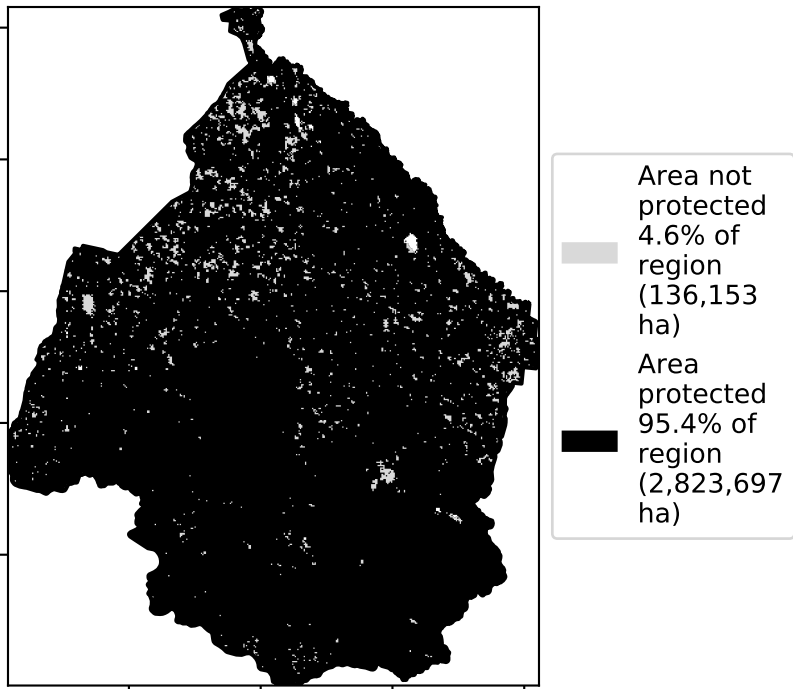 Area not
protected
4.6% of
region
(136,153
ha)
Area
protected
95.4% of
region
(2,823,697
ha)